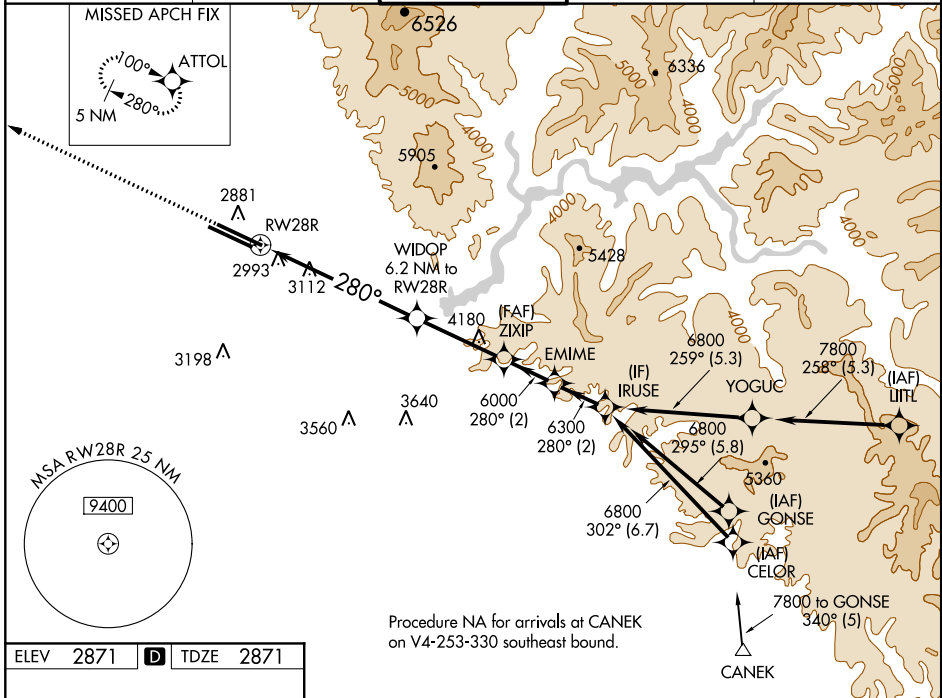 MISSED APCH FIX
ATTOL
100°
280°
5 NM
6526
6336
5000
5000
5000
4000
4000
4000
4000
4000
4000
5905
5428
2881
RW28R
2993
3112
280°
WIDOP
6.2 NM to
RW28R
4180
(FAF)
ZIXIP
EMIME
(IF)
IRUSE
6800
259° (5.3)
YOGUC
7800
258° (5.3)
(IAF)
LIITL
3198
3560
3640
6000
280° (2)
6300
280° (2)
6800
295° (5.8)
5360
6800
302° (6.7)
(IAF)
GONSE
(IAF)
CELOR
MSA RW28R 25 NM
9400
7800 to GONSE
340° (5)
CANEK
Procedure NA for arrivals at CANEK
on V4-253-330 southeast bound.
ELEV 2871 D TDZE 2871